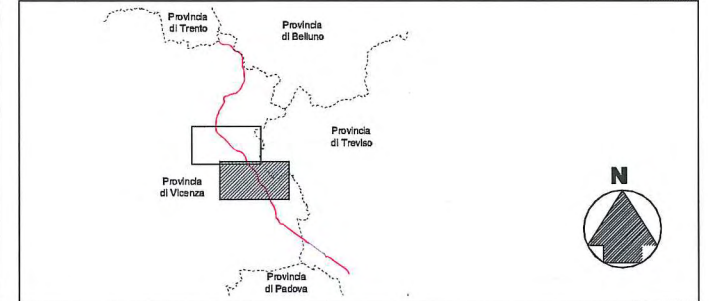 Provincia
di Trento
Provincia
di Belluno
Provincia
di Treviso
Provincia
di Vicenza
N
Provincia
di Padova